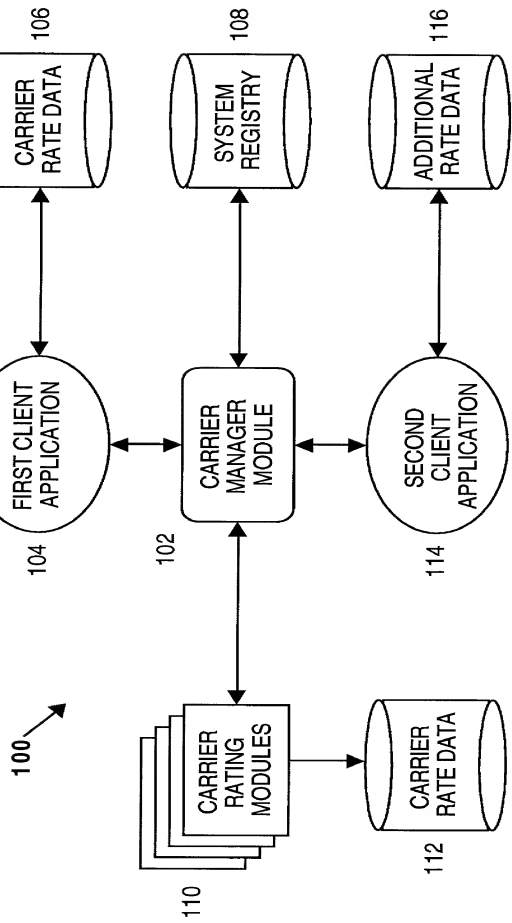 100
106
CARRIER
RATE DATA
108
SYSTEM
REGISTRY
116
ADDITIONAL
RATE DATA
FIRST CLIENT
APPLICATION
104
102
CARRIER
MANAGER
MODULE
SECOND
CLIENT
APPLICATION
114
CARRIER
RATING
MODULES
110
CARRIER
RATE DATA
112